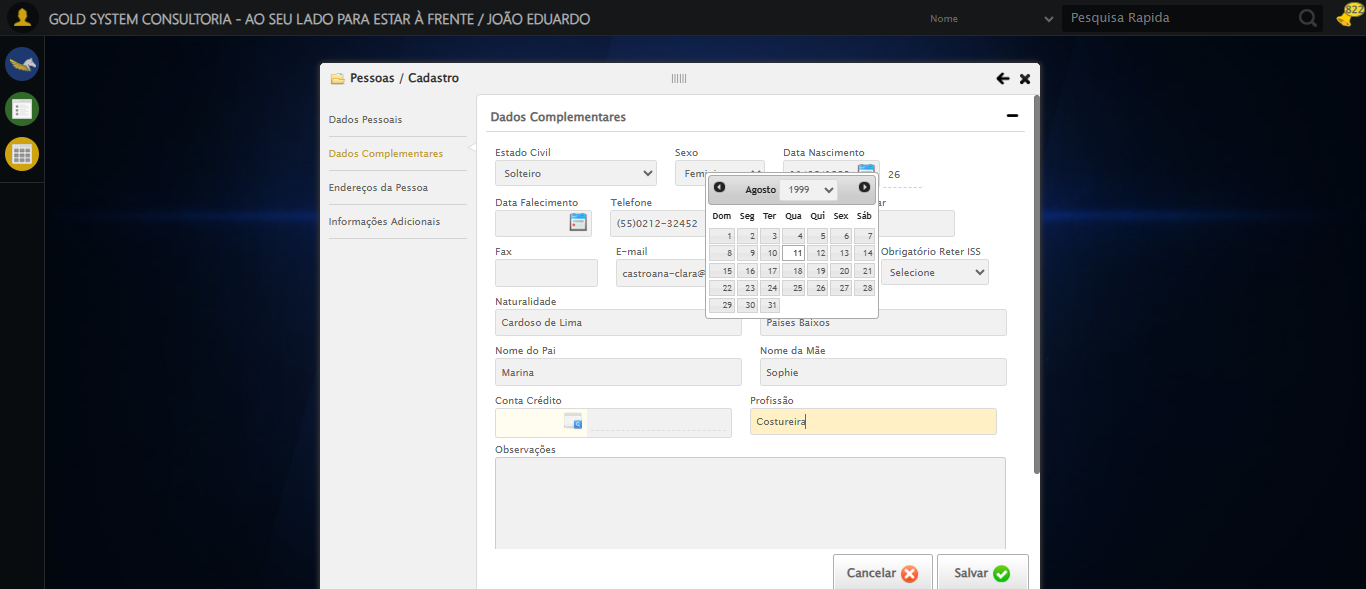 GOLD SYSTEM CONSULTORIA - AO SEU LADO PARA ESTAR À FRENTE / JOÃO EDUARDO
Nome
Pesquisa Rapida
822
Pessoas / Cadastro
Dados Pessoais
Dados Complementares
Endereços da Pessoa
Informações Adicionais
Dados Complementares
Estado Civil Sexo Data Nascimento
Solteiro 26
Agosto 1999
Data Falecimento Telefone
(55)0212-32452
Dom Seg Ter Qua Qui Sex Sáb
1 2 3 4 5 6 7
8 9 10 11 12 13 14
15 16 17 18 19 20 21
22 23 24 25 26 27 28
29 30 31
Fax E-mail Obrigatório Reter ISS
castroana-clara@ Selecione
Naturalidade
Cardoso de Lima Paises Baixos
Nome do Pai Nome da Mãe
Marina Sophie
Conta Crédito Profissão
Costureira
Observações
Cancelar Salvar